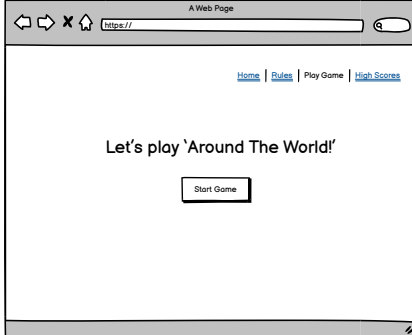 A Web Page
https://
Home | Rules | Play Game | High Scores
Let's play ‘Around The World!’
Start Game